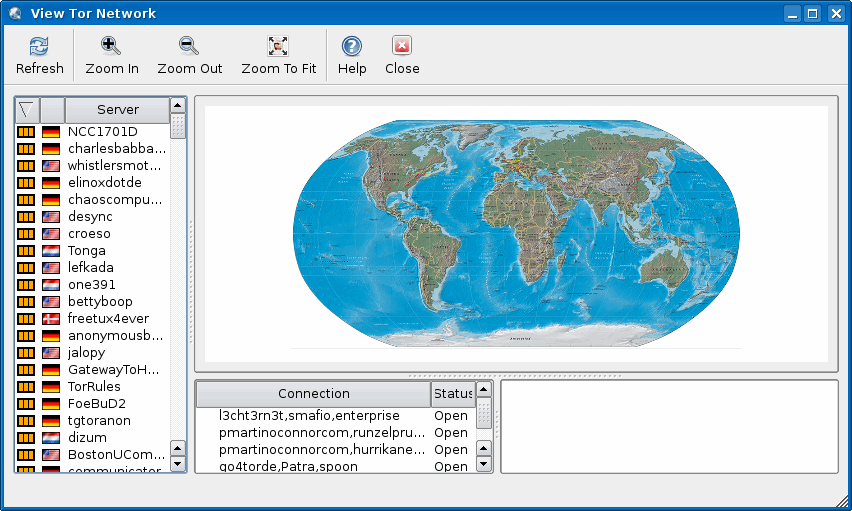 View Tor Network
Refresh
Zoom In
Zoom Out
Zoom To Fit
Help
Close
Server
NCC1701D
charlesbabba...
whistlersmot...
elinoxdotde
chaoscompu...
desync
croeso
Tonga
lefkada
one391
bettyboop
freetux4ever
anonymousb...
jalopy
GatewayToH...
TorRules
FoeBuD2
tgtoranon
dizum
BostonUCom...
communicator
Connection Status
l3cht3rn3t,smafio,enterprise Open
pmartinoconnorcom,runzelpru... Open
pmartinoconnorcom,hurrikane... Open
go4torde,Patra,spoon Open